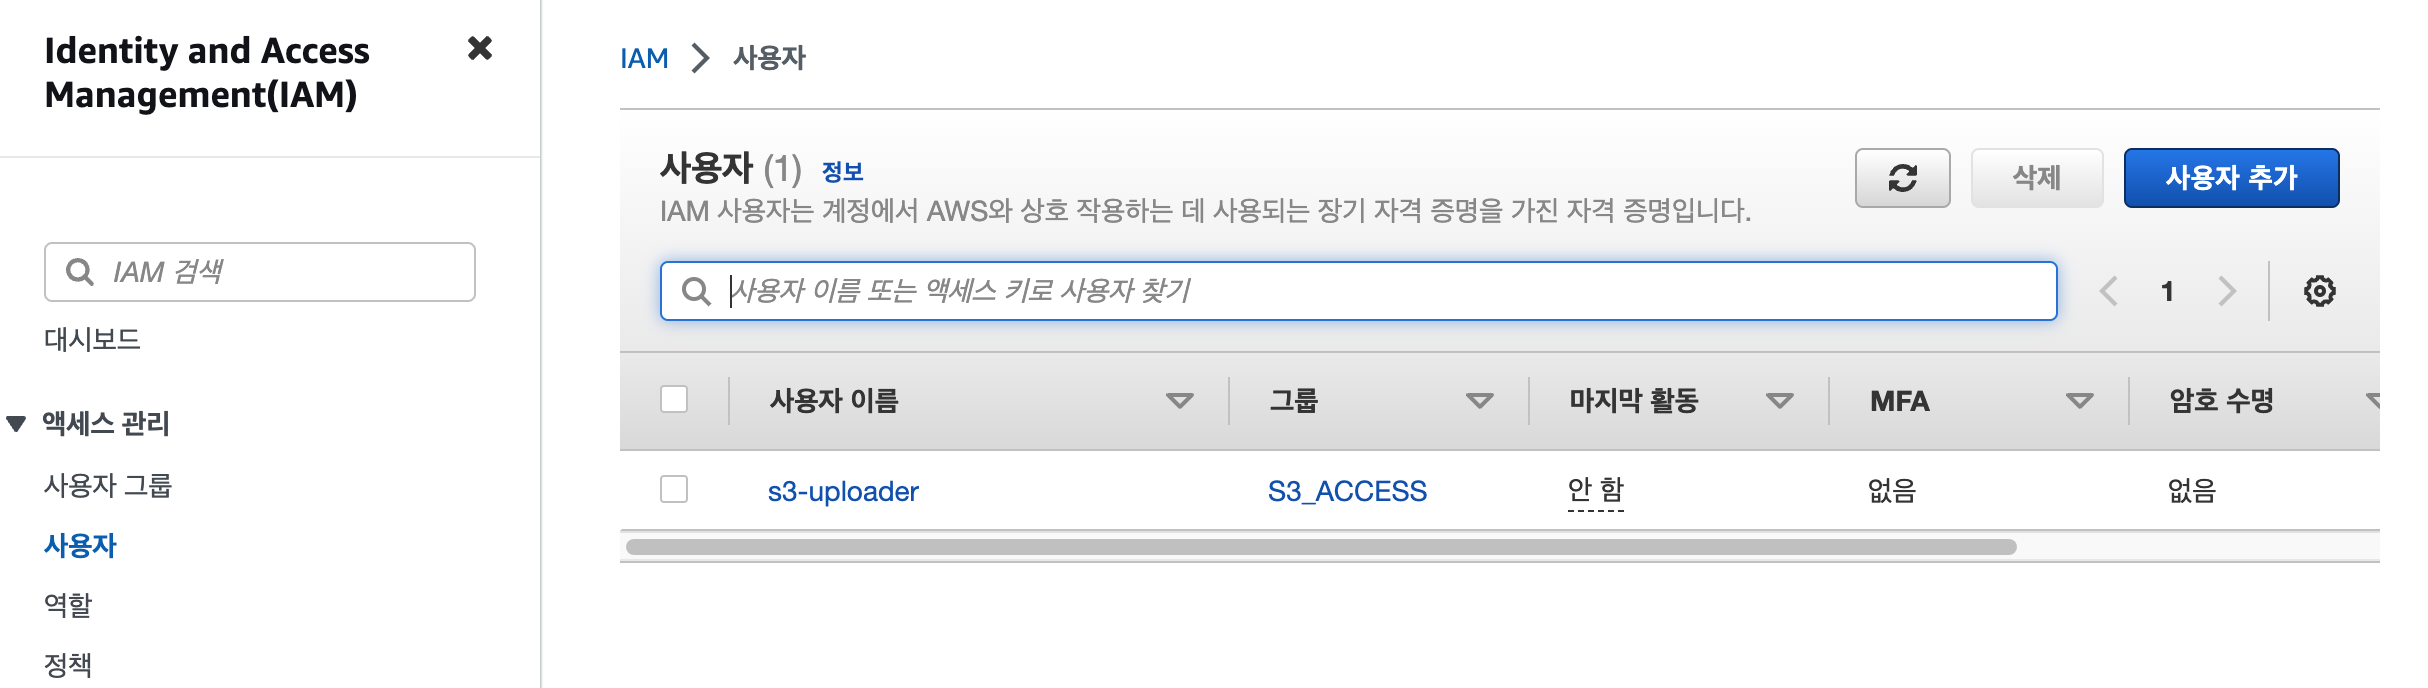 Identity and Access
Management(IAM)
IAM 검색
대시보드
액세스 관리
사용자 그룹
사용자
역할
정책
IAM 사용자
사용자 (1) 정보
IAM 사용자는 계정에서 AWS와 상호 작용하는 데 사용되는 장기 자격 증명을 가진 자격 증명입니다.
삭제
사용자 추가
사용자 이름 또는 액세스 키로 사용자 찾기
1
사용자 이름 그룹 마지막 활동 MFA 암호 수명
s3-uploader S3_ACCESS 안 함 없음 없음